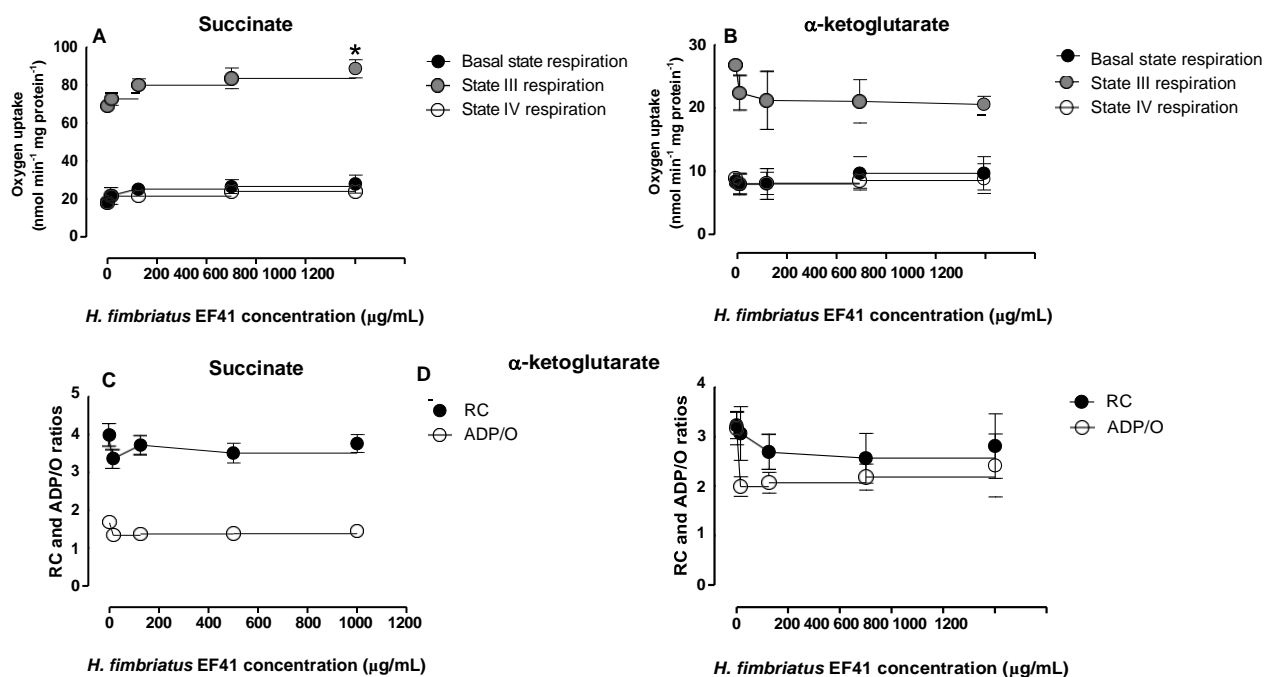 Succinate
A
*
100
80
60
40
20
0
Oxygen uptake
(nmol min⁻¹ mg protein⁻¹)
0 200 400 600 800 1000 1200
H. fimbriatus EF41 concentration (µg/mL)
Basal state respiration
State III respiration
State IV respiration
α-ketoglutarate
B
30
20
10
0
Oxygen uptake
(nmol min⁻¹ mg protein⁻¹)
0 200 400 600 800 1000 1200
H. fimbriatus EF41 concentration (µg/mL)
Basal state respiration
State III respiration
State IV respiration
Succinate
C
5
4
3
2
1
0
RC and ADP/O ratios
0 200 400 600 800 1000 1200
H. fimbriatus EF41 concentration (µg/mL)
D
α-ketoglutarate
RC
ADP/O
4
3
2
1
0
RC and ADP/O ratios
0 200 400 600 800 1000 1200
H. fimbriatus EF41 concentration (µg/mL)
RC
ADP/O